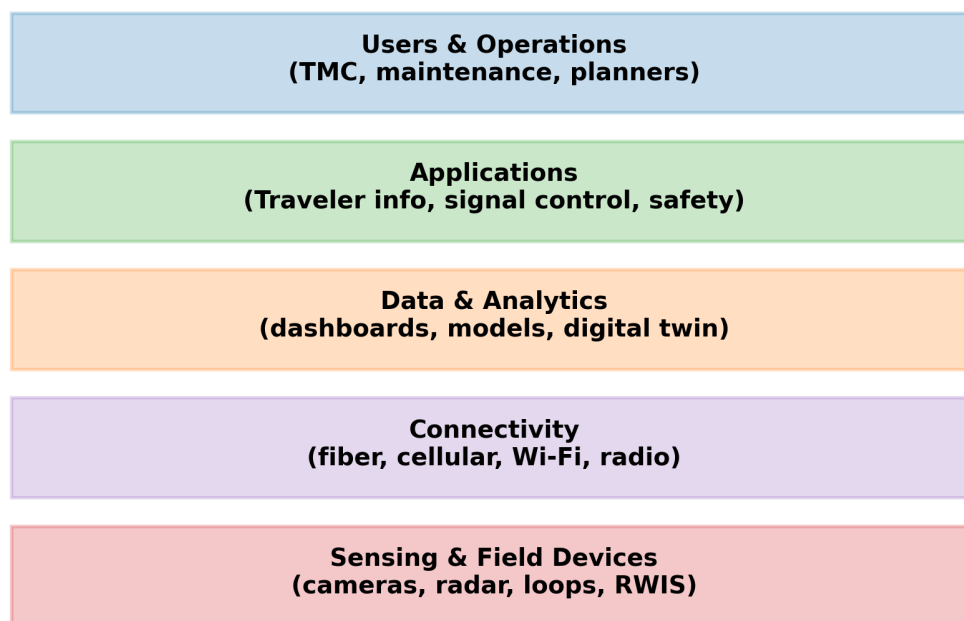 Users & Operations
(TMC, maintenance, planners)
Applications
(Traveler info, signal control, safety)
Data & Analytics
(dashboards, models, digital twin)
Connectivity
(fiber, cellular, Wi-Fi, radio)
Sensing & Field Devices
(cameras, radar, loops, RWIS)